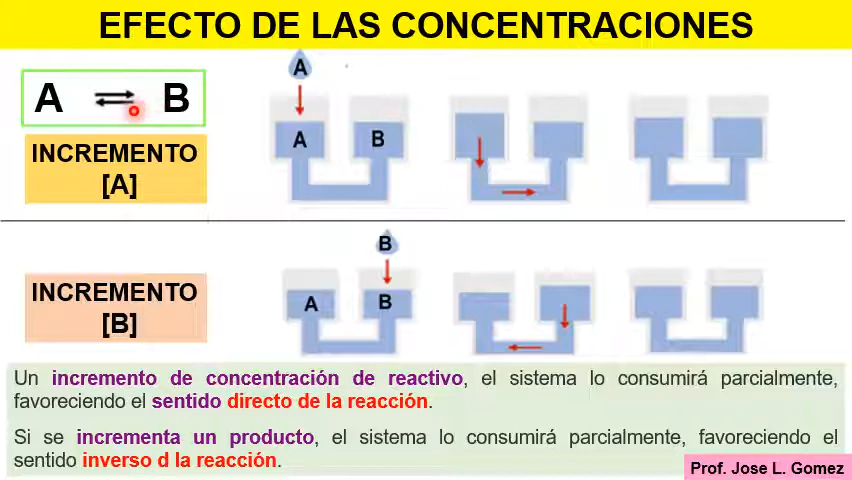 EFECTO DE LAS CONCENTRACIONES
A
A ⇌ B
INCREMENTO
[A]
A B
B
INCREMENTO
[B]
A B
Un incremento de concentración de reactivo, el sistema lo consumirá parcialmente,
favoreciendo el sentido directo de la reacción.
Si se incrementa un producto, el sistema lo consumirá parcialmente, favoreciendo el
sentido inverso d la reacción.
Prof. Jose L. Gomez